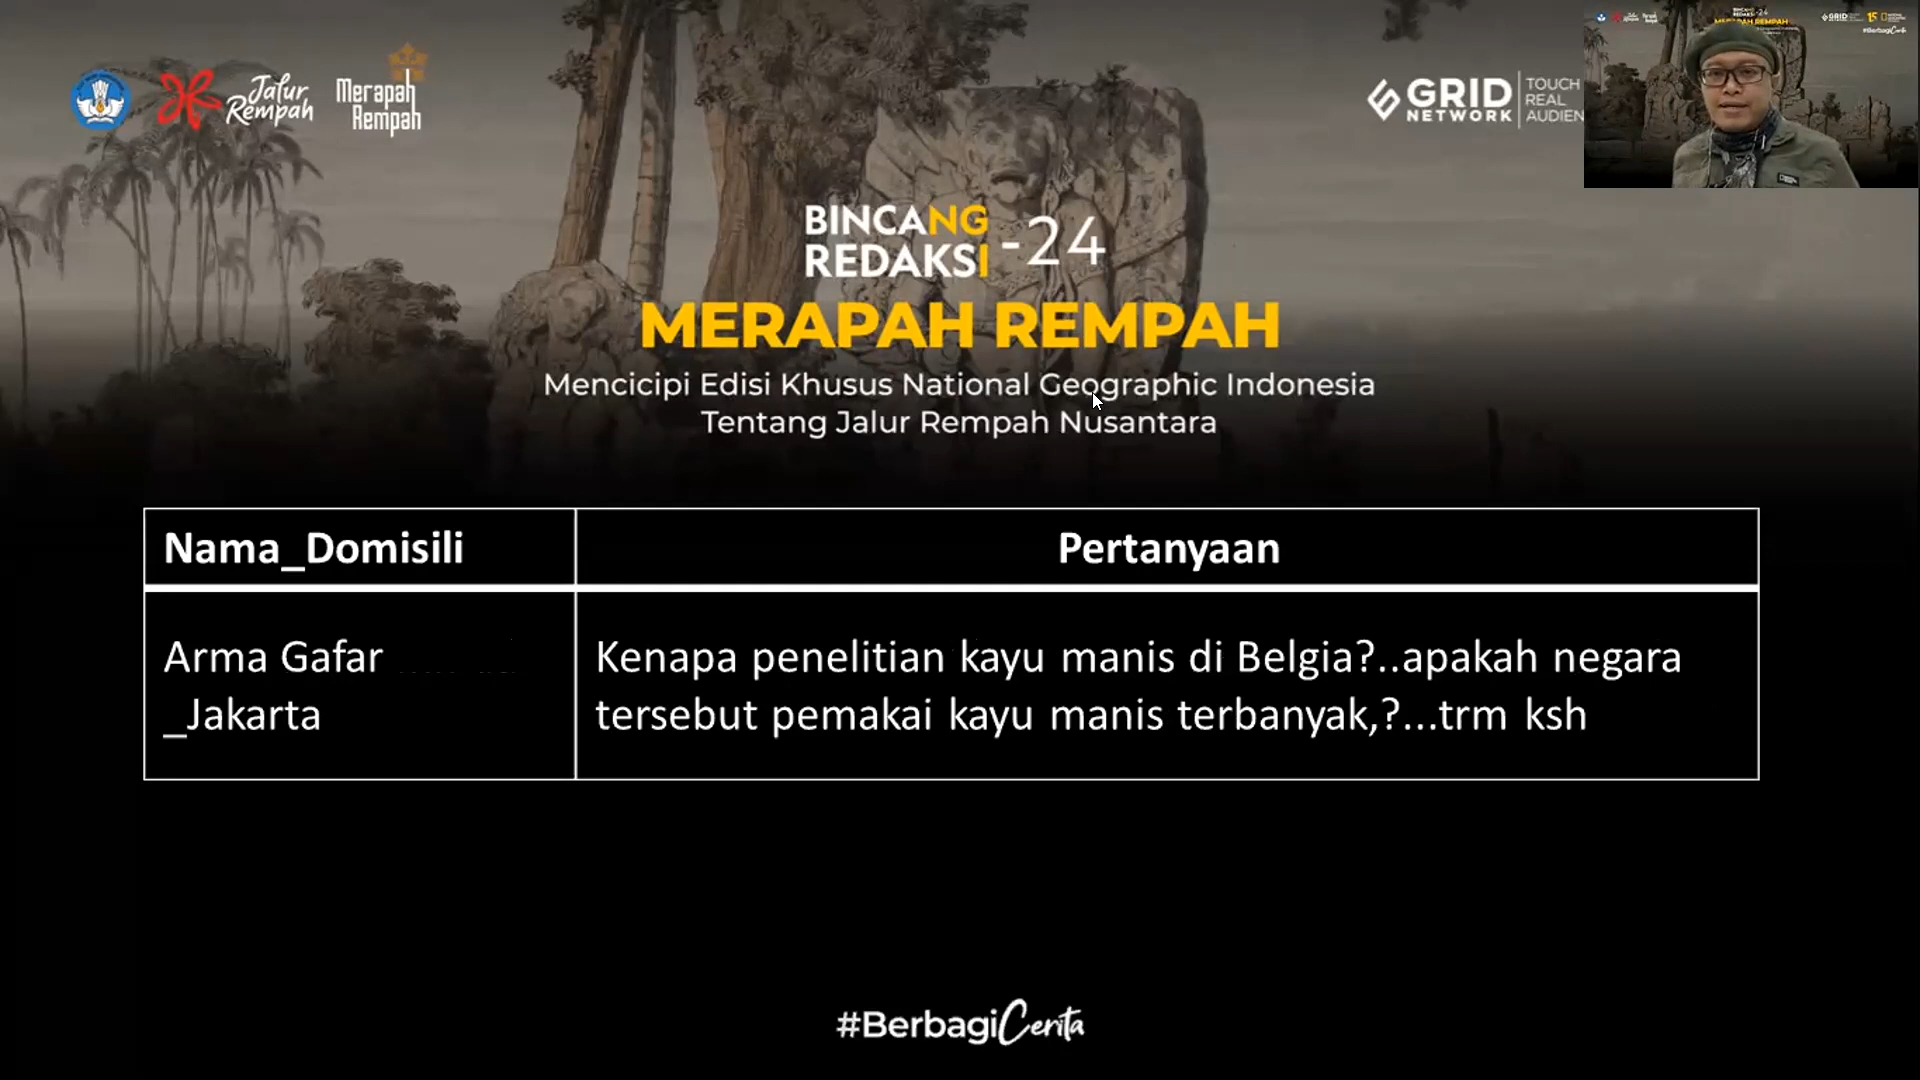 Jalur
Rempah
Merapah
Rempah
GRID
NETWORK
TOUCH
REAL
AUDIEN
BINCANG
REDAKSI
-24
MERAPAH REMPAH
Mencicipi Edisi Khusus National Geographic Indonesia
Tentang Jalur Rempah Nusantara
Nama_Domisili
Pertanyaan
Arma Gafar
_Jakarta
Kenapa penelitian kayu manis di Belgia?..apakah negara
tersebut pemakai kayu manis terbanyak,?...trm ksh
#BerbagiCerita